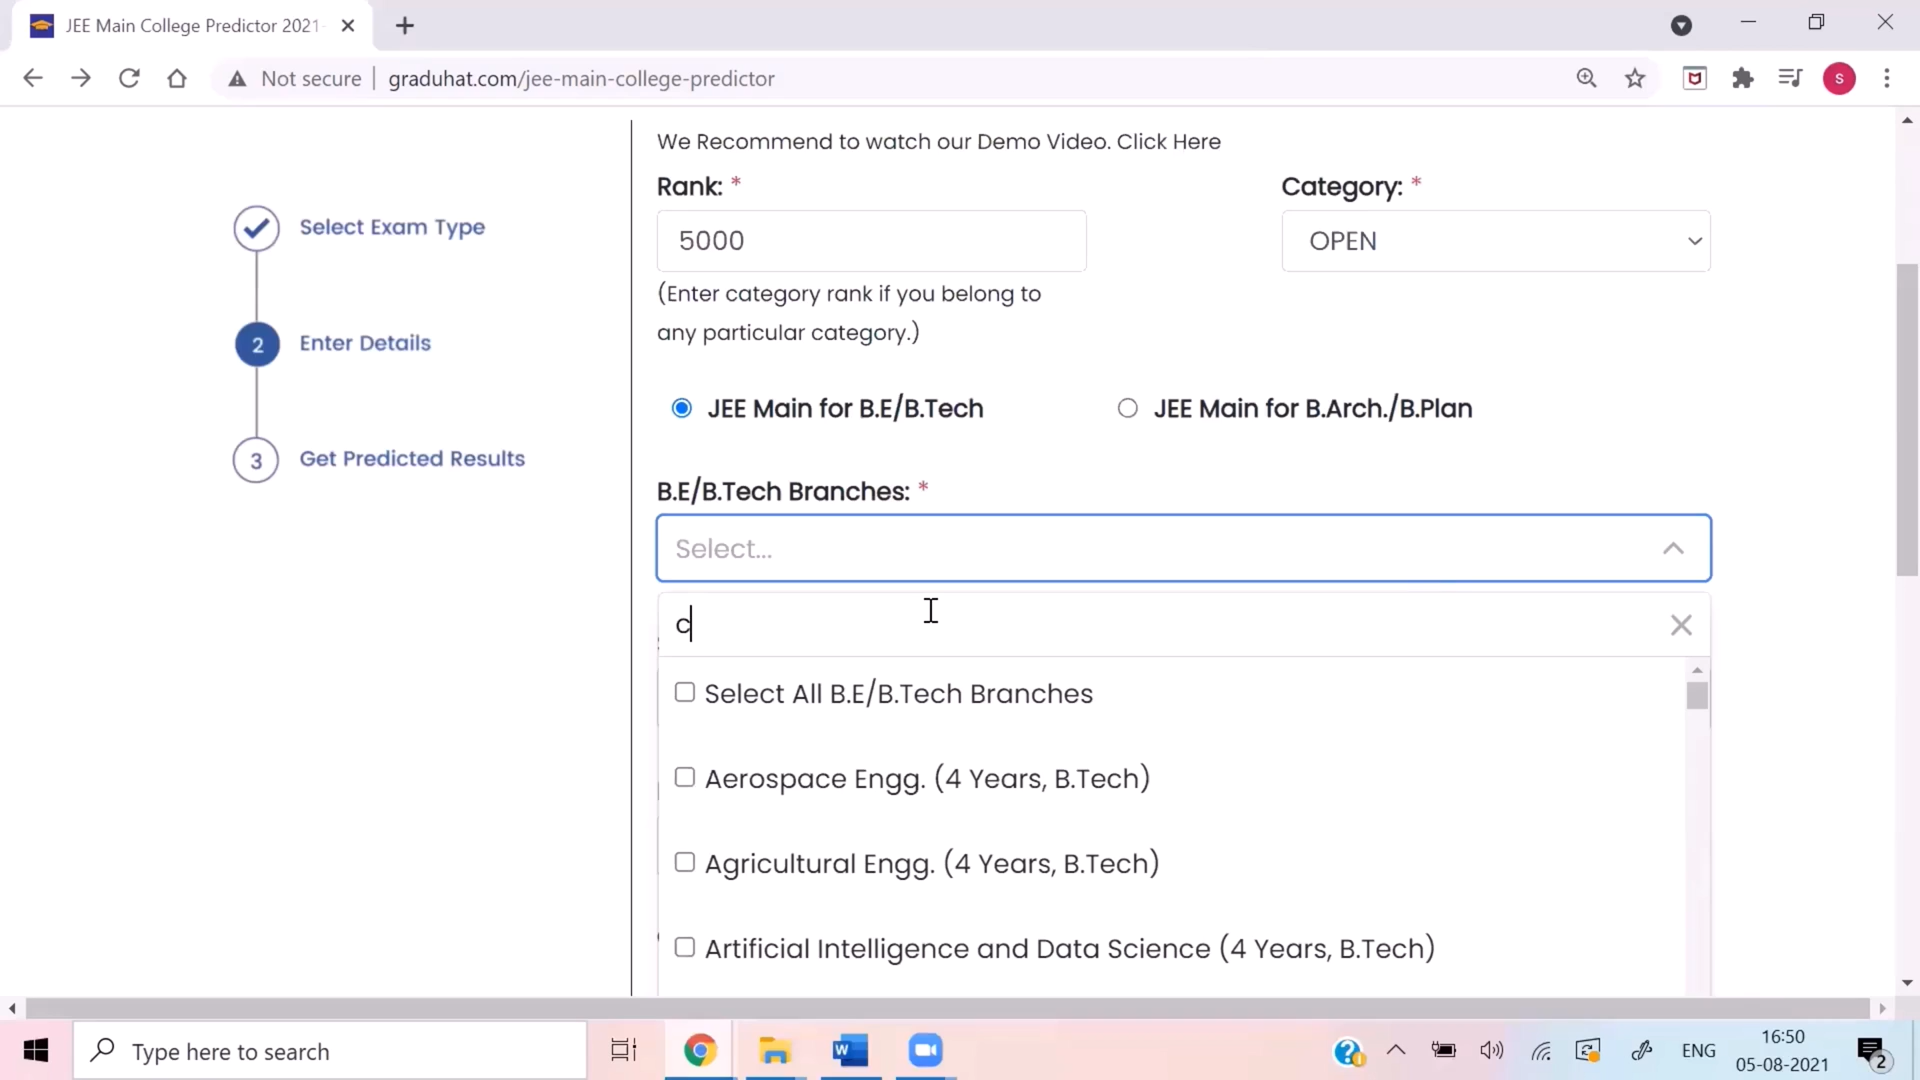 JEE Main College Predictor 2021
Not secure
graduhat.com/jee-main-college-predictor
s
We Recommend to watch our Demo Video. Click Here
Rank: *
Category: *
5000
OPEN
(Enter category rank if you belong to
any particular category.)
Select Exam Type
2
Enter Details
3
Get Predicted Results
JEE Main for B.E/B.Tech
JEE Main for B.Arch./B.Plan
B.E/B.Tech Branches: *
Select...
c
Select All B.E/B.Tech Branches
Aerospace Engg. (4 Years, B.Tech)
Agricultural Engg. (4 Years, B.Tech)
Artificial Intelligence and Data Science (4 Years, B.Tech)
Type here to search
W
ENG
16:50
05-08-2021
2